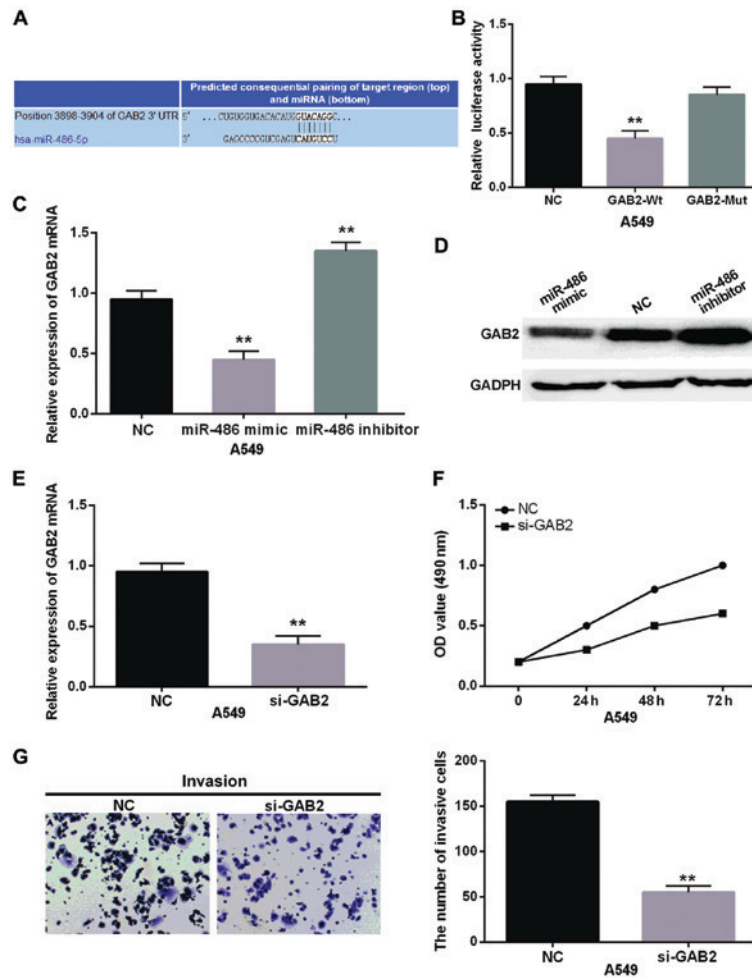 A
Predicted consequential pairing of target region (top)
and miRNA (bottom)
Position 3898-3904 of GAB2 3' UTR 5' ...CUGUGGUGACACAUGGUACAGGC...
hsa-miR-486-5p 3' GAGCCCCGUCGAGUCAUGUCCU
B
Relative luciferase activity
1.5
1.0
0.5
0.0
**
NC GAB2-Wt GAB2-Mut
A549
C
Relative expression of GAB2 mRNA
1.5
1.0
0.5
0.0
**
**
NC miR-486 mimic miR-486 inhibitor
A549
D
miR-486 mimic NC miR-486 inhibitor
GAB2
GADPH
E
Relative expression of GAB2 mRNA
1.5
1.0
0.5
0.0
**
NC si-GAB2
A549
F
NC
si-GAB2
OD value (490 nm)
1.5
1.0
0.5
0.0
0 24 h 48 h 72 h
A549
G
Invasion
NC si-GAB2
The number of invasive cells
200
150
100
50
0
**
NC si-GAB2
A549